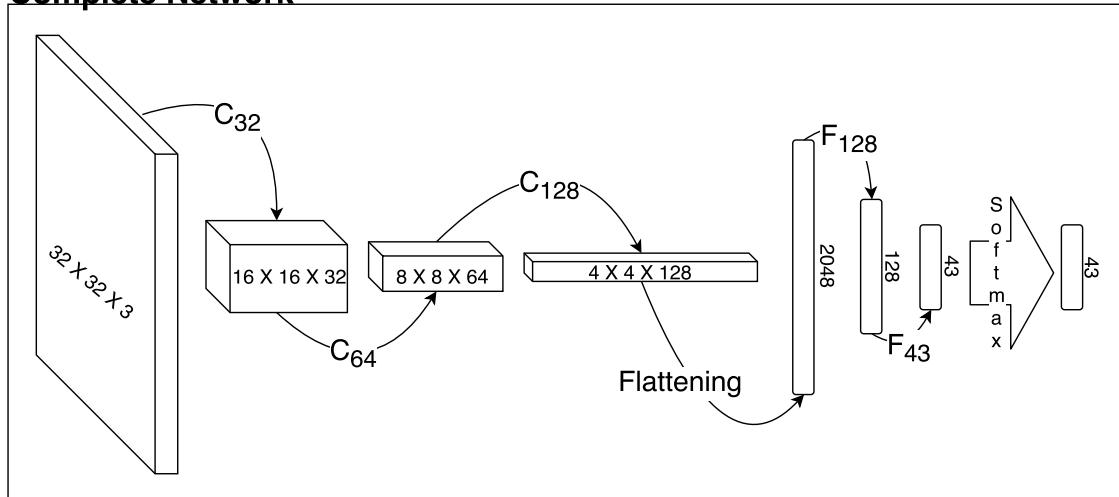 Complete Network
32 X 32 X 3
C32
16 X 16 X 32
C64
8 X 8 X 64
C128
4 X 4 X 128
Flattening
2048
F128
128
F43
43
Softmax
43